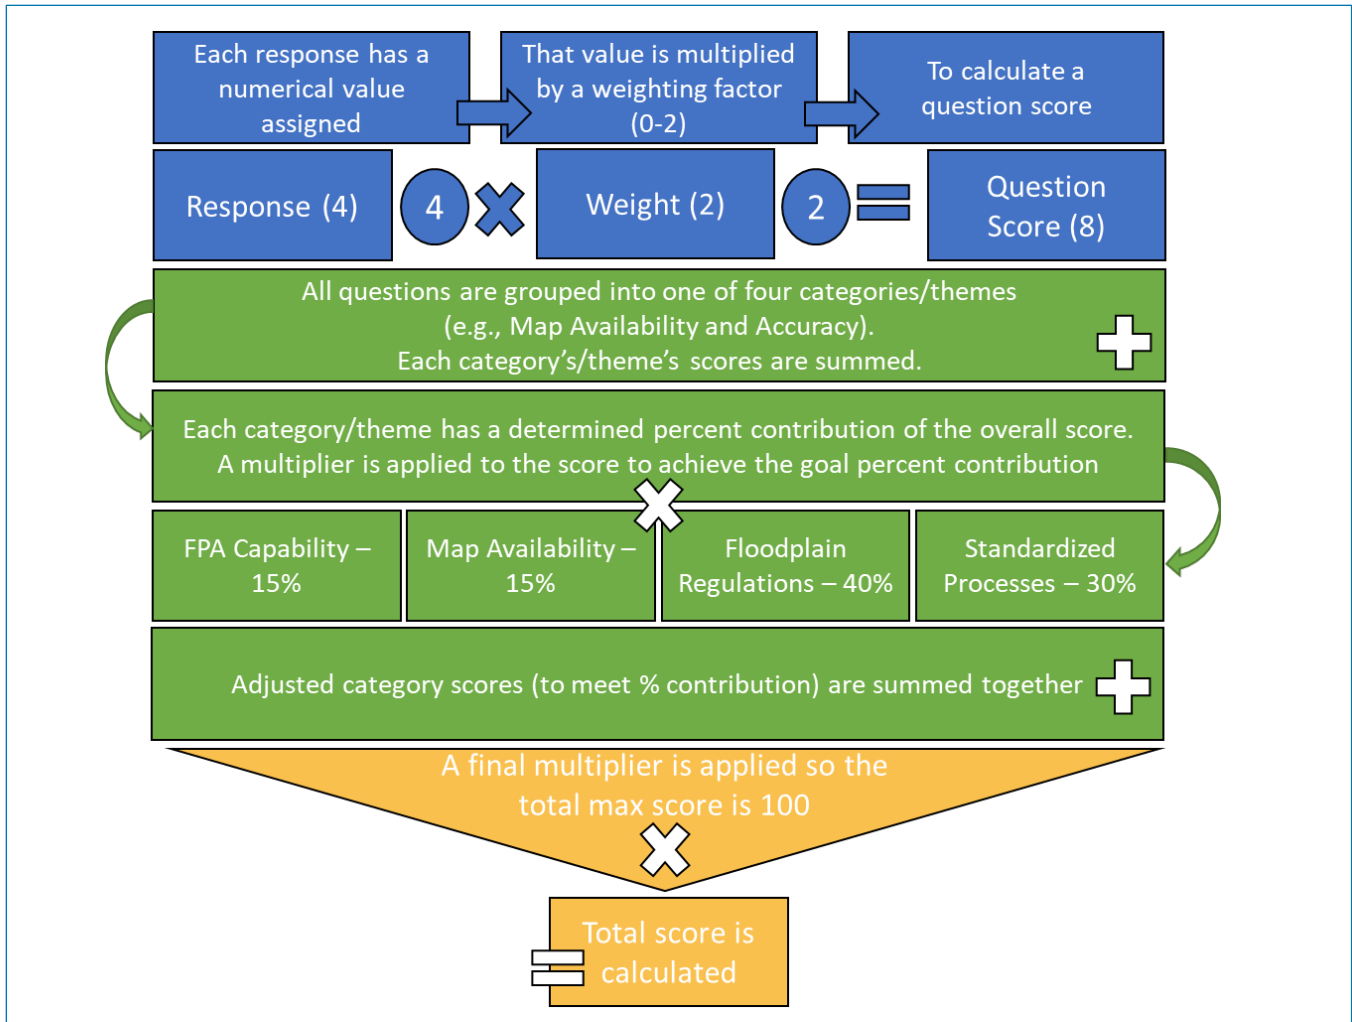 Each response has a
numerical value
assigned
That value is multiplied
by a weighting factor
(0-2)
To calculate a
question score
Response (4)
4
Weight (2)
2
Question
Score (8)
All questions are grouped into one of four categories/themes
(e.g., Map Availability and Accuracy).
Each category’s/theme’s scores are summed.
Each category/theme has a determined percent contribution of the overall score.
A multiplier is applied to the score to achieve the goal percent contribution
FPA Capability –
15%
Map Availability –
15%
Floodplain
Regulations – 40%
Standardized
Processes – 30%
Adjusted category scores (to meet % contribution) are summed together
A final multiplier is applied so the
total max score is 100
Total score is
calculated